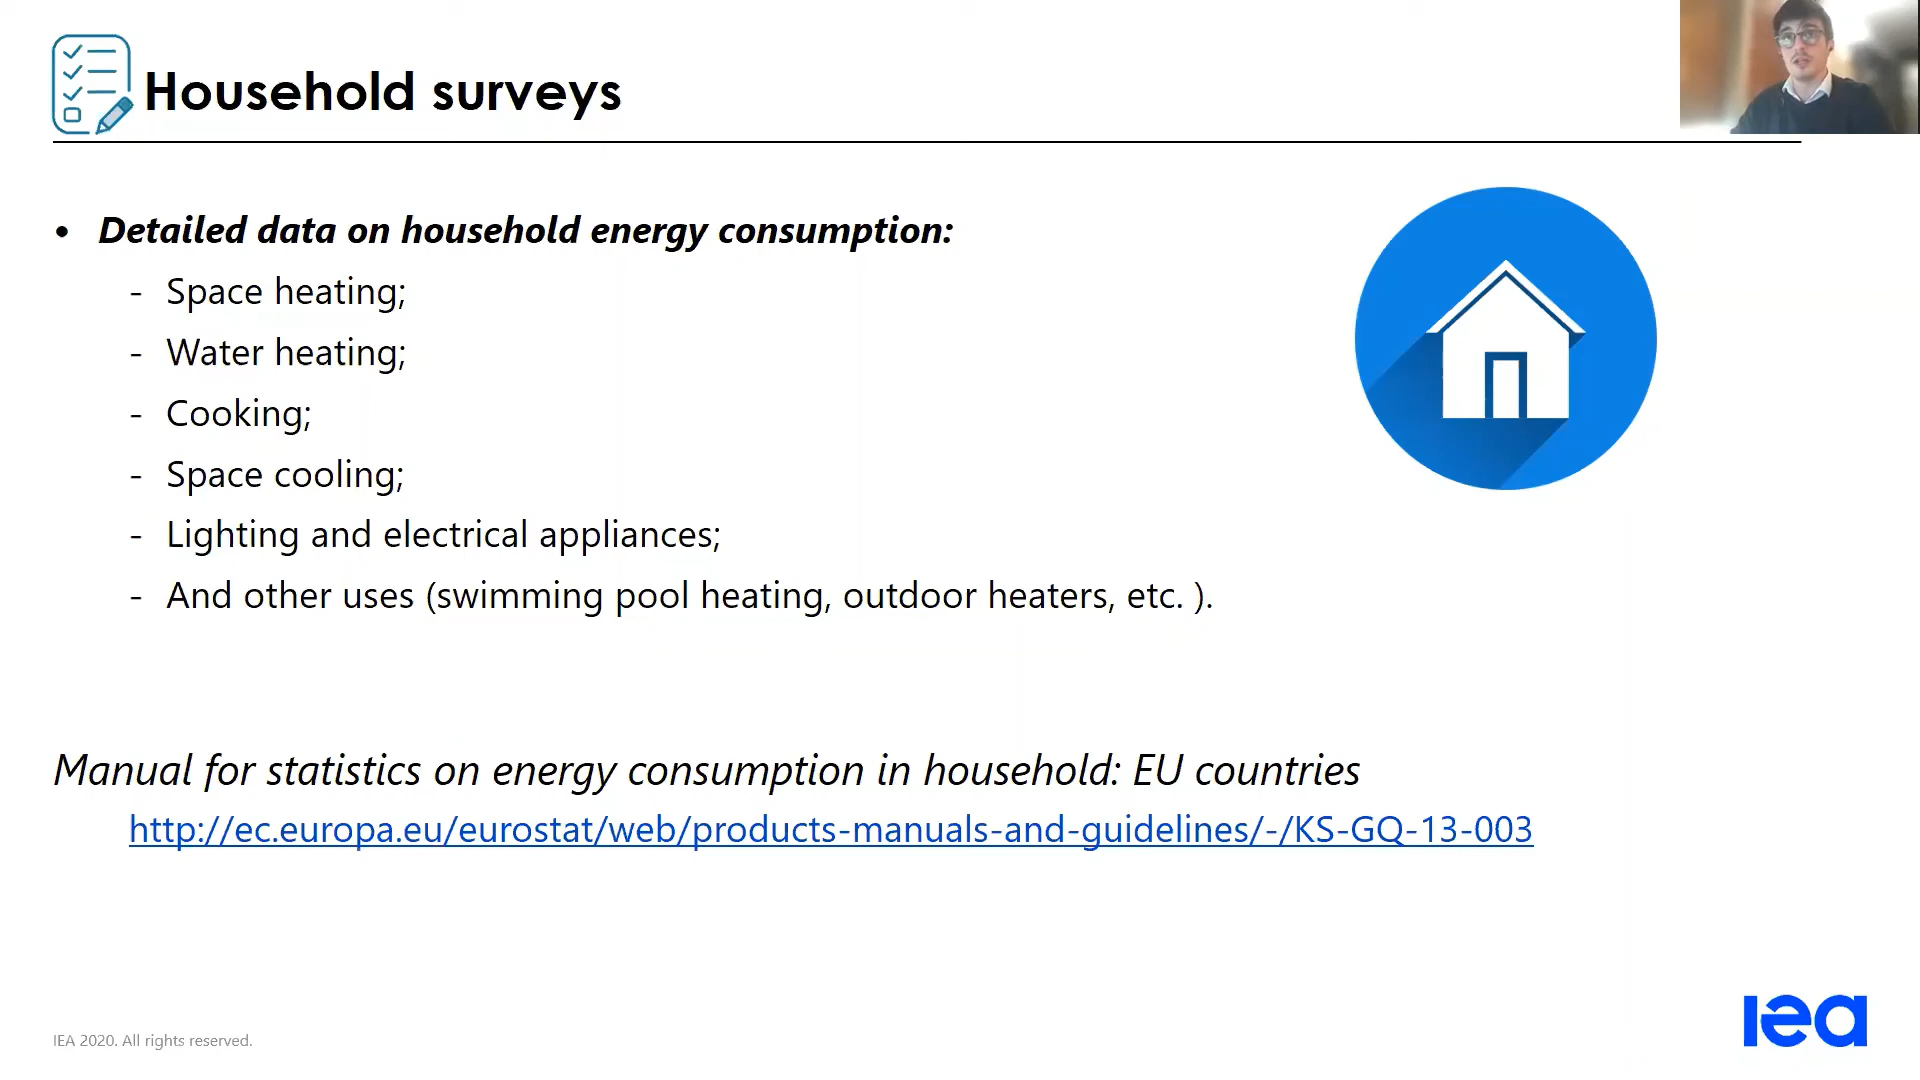 Household surveys
• Detailed data on household energy consumption:
- Space heating;
- Water heating;
- Cooking;
- Space cooling;
- Lighting and electrical appliances;
- And other uses (swimming pool heating, outdoor heaters, etc. ).
Manual for statistics on energy consumption in household: EU countries
http://ec.europa.eu/eurostat/web/products-manuals-and-guidelines/-/KS-GQ-13-003
IEA 2020. All rights reserved.
iea